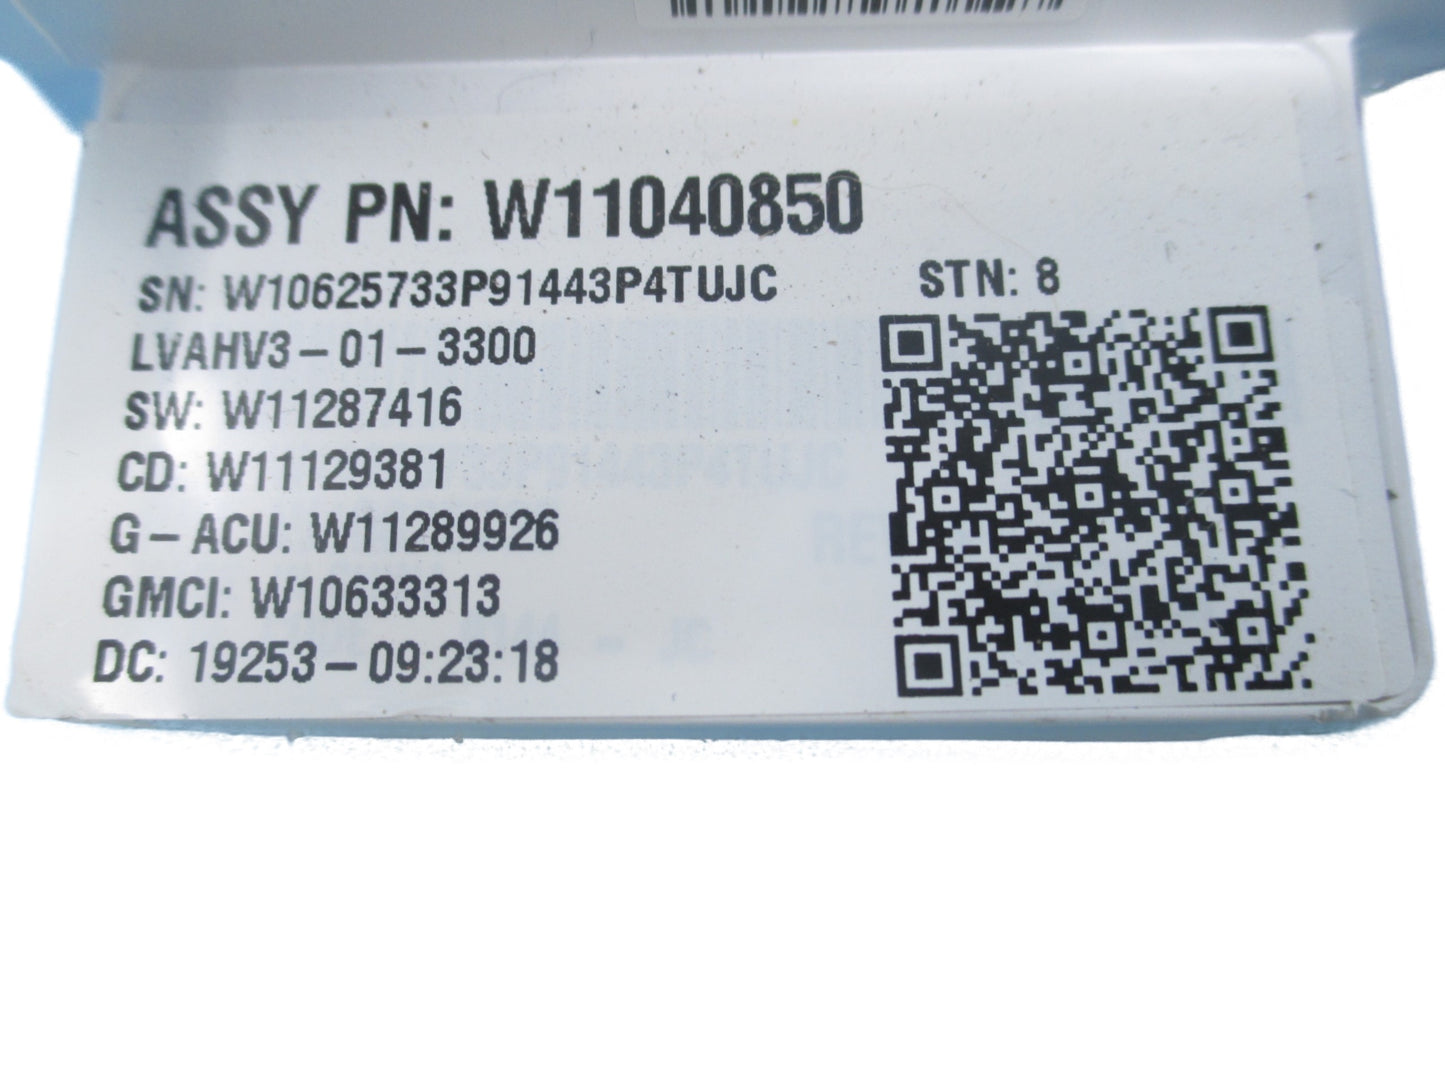 ASSY PN: W11040850
SN: W10625733P91443P4TUJC
STN: 8
LVAHV3-01-3300
SW: W11287416
CD: W11129381
G-ACU: W11289926
GMCI: W10633313
DC: 19253-09:23:18